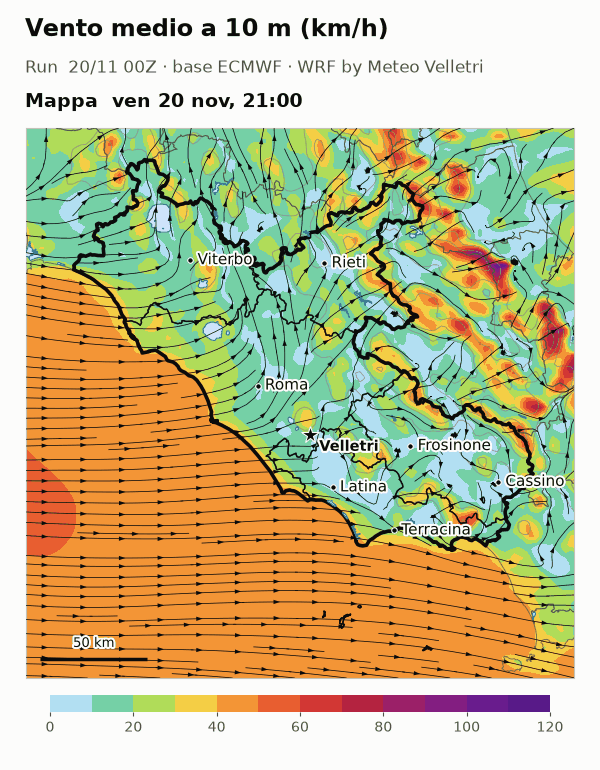 Vento medio a 10 m (km/h)
Run  20/11 00Z · base ECMWF · WRF by Meteo Velletri
Mappa  ven 20 nov, 21:00
Viterbo
Rieti
Roma
Velletri
Frosinone
Latina
Cassino
Terracina
50 km
0 20 40 60 80 100 120